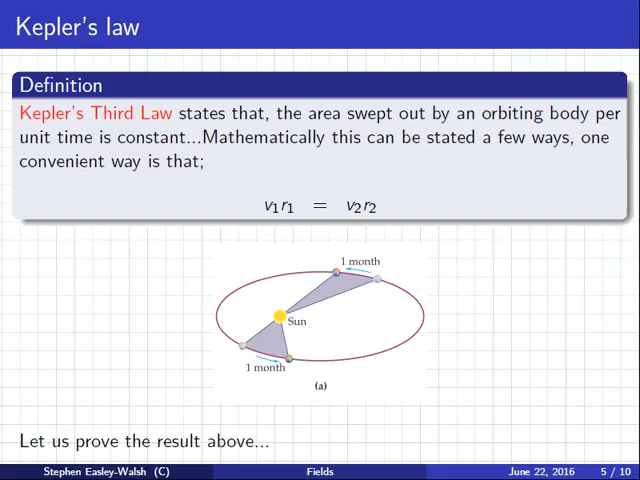 Kepler's law
Definition
Kepler's Third Law states that, the area swept out by an orbiting body per
unit time is constant...Mathematically this can be stated a few ways, one
convenient way is that;
v₁r₁ = v₂r₂
1 month
Sun
1 month
(a)
Let us prove the result above...
Stephen Easley-Walsh (C) Fields June 22, 2016 5 / 10